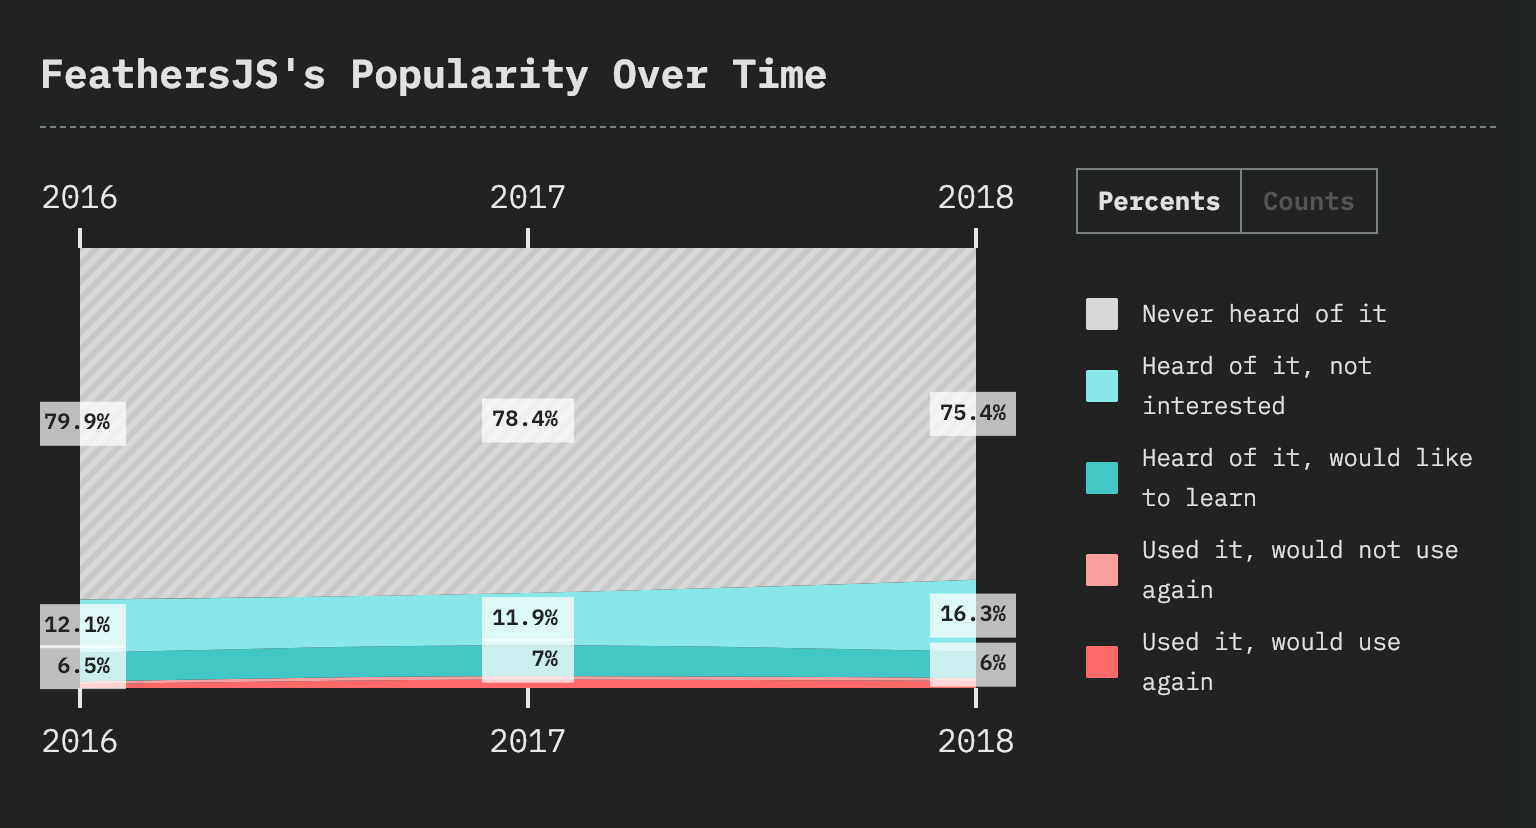 FeathersJS's Popularity Over Time
2016 2017 2018
Percents Counts
79.9% 78.4% 75.4%
12.1% 11.9% 16.3%
6.5% 7% 6%
2016 2017 2018
Never heard of it
Heard of it, not
interested
Heard of it, would like
to learn
Used it, would not use
again
Used it, would use
again